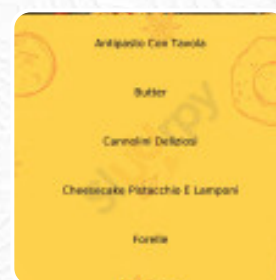 Antipasto Con Tavola
Butter
Cannolini Deliziosi
Cheesecake Pistacchio E Lamponi
Forelle